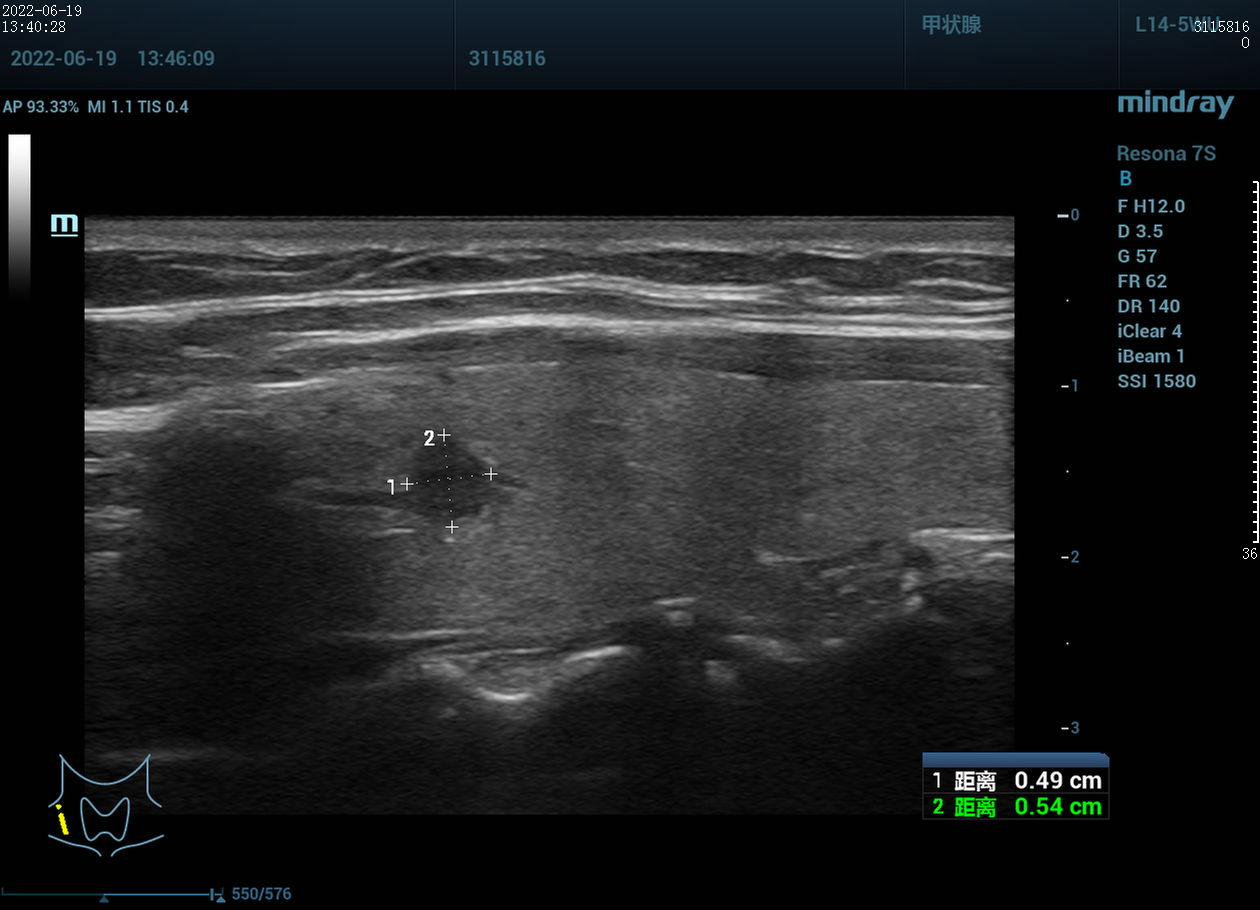 2022-06-19
13:40:28
甲状腺
3115816
0
2022-06-19 13:46:09
3115816
AP 93.33% MI 1.1 TIS 0.4
mindray
Resona 7S
B
F H12.0
D 3.5
G 57
FR 62
DR 140
iClear 4
iBeam 1
SSI 1580
m
0
1
2
3
2
1
36
1 距离 0.49 cm
2 距离 0.54 cm
550/576